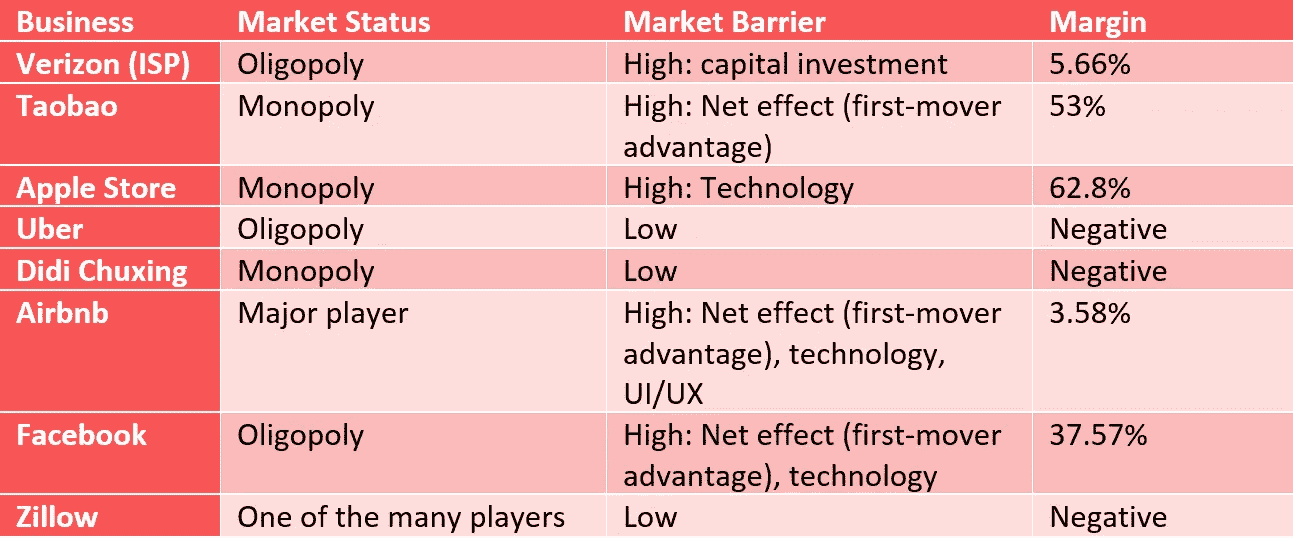 Business Market Status Market Barrier Margin
Verizon (ISP) Oligopoly High: capital investment 5.66%
Taobao Monopoly High: Net effect (first-mover 53%
advantage)
Apple Store Monopoly High: Technology 62.8%
Uber Oligopoly Low Negative
Didi Chuxing Monopoly Low Negative
Airbnb Major player High: Net effect (first-mover 3.58%
advantage), technology,
UI/UX
Facebook Oligopoly High: Net effect (first-mover 37.57%
advantage), technology
Zillow One of the many players Low Negative